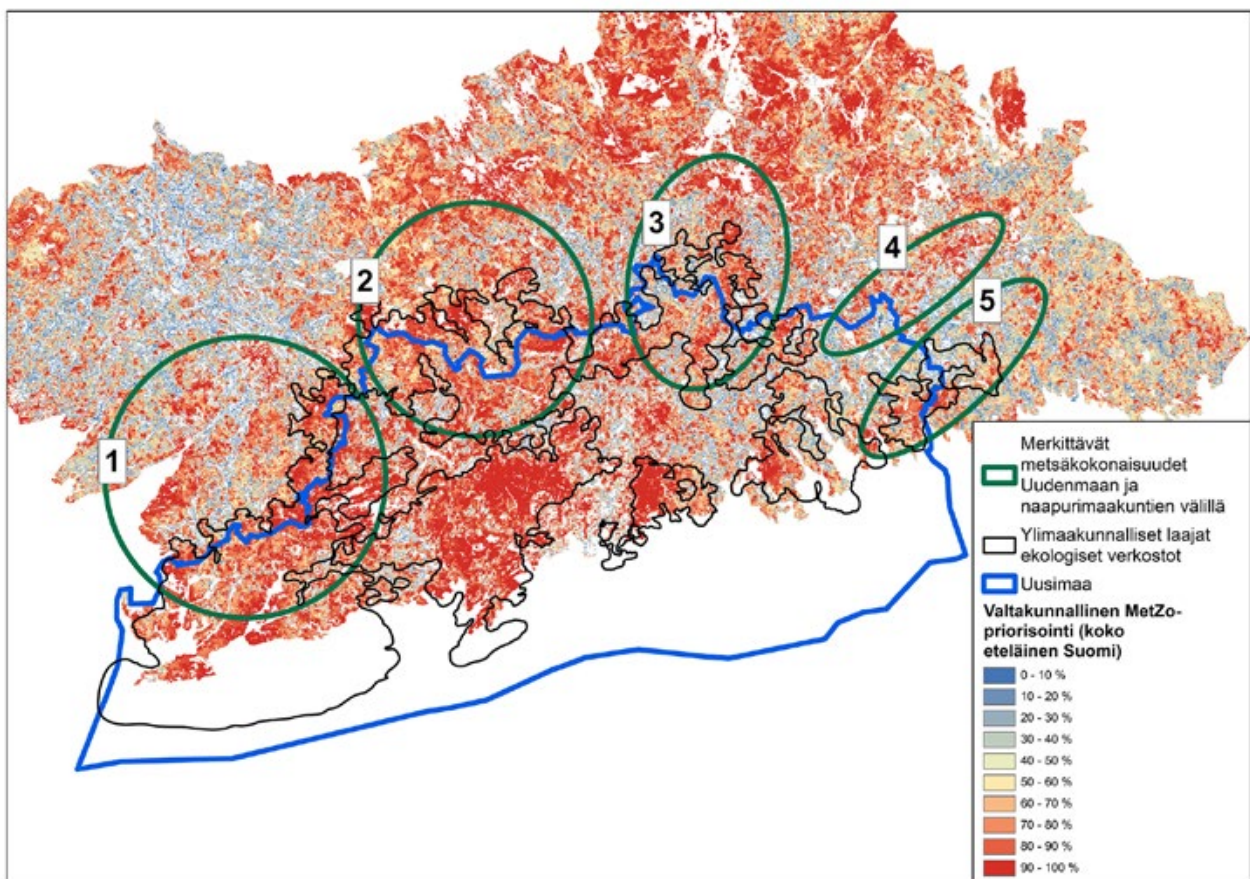 1
2
3
4
5
Merkittävät
metsäkokonaisuudet
Uudenmaan ja
naapurimaakuntien välillä
Ylimaakunnalliset laajat
ekologiset verkostot
Uusimaa
Valtakunnallinen MetZo-
priorisointi (koko
eteläinen Suomi)
0 - 10 %
10 - 20 %
20 - 30 %
30 - 40 %
40 - 50 %
50 - 60 %
60 - 70 %
70 - 80 %
80 - 90 %
90 - 100 %